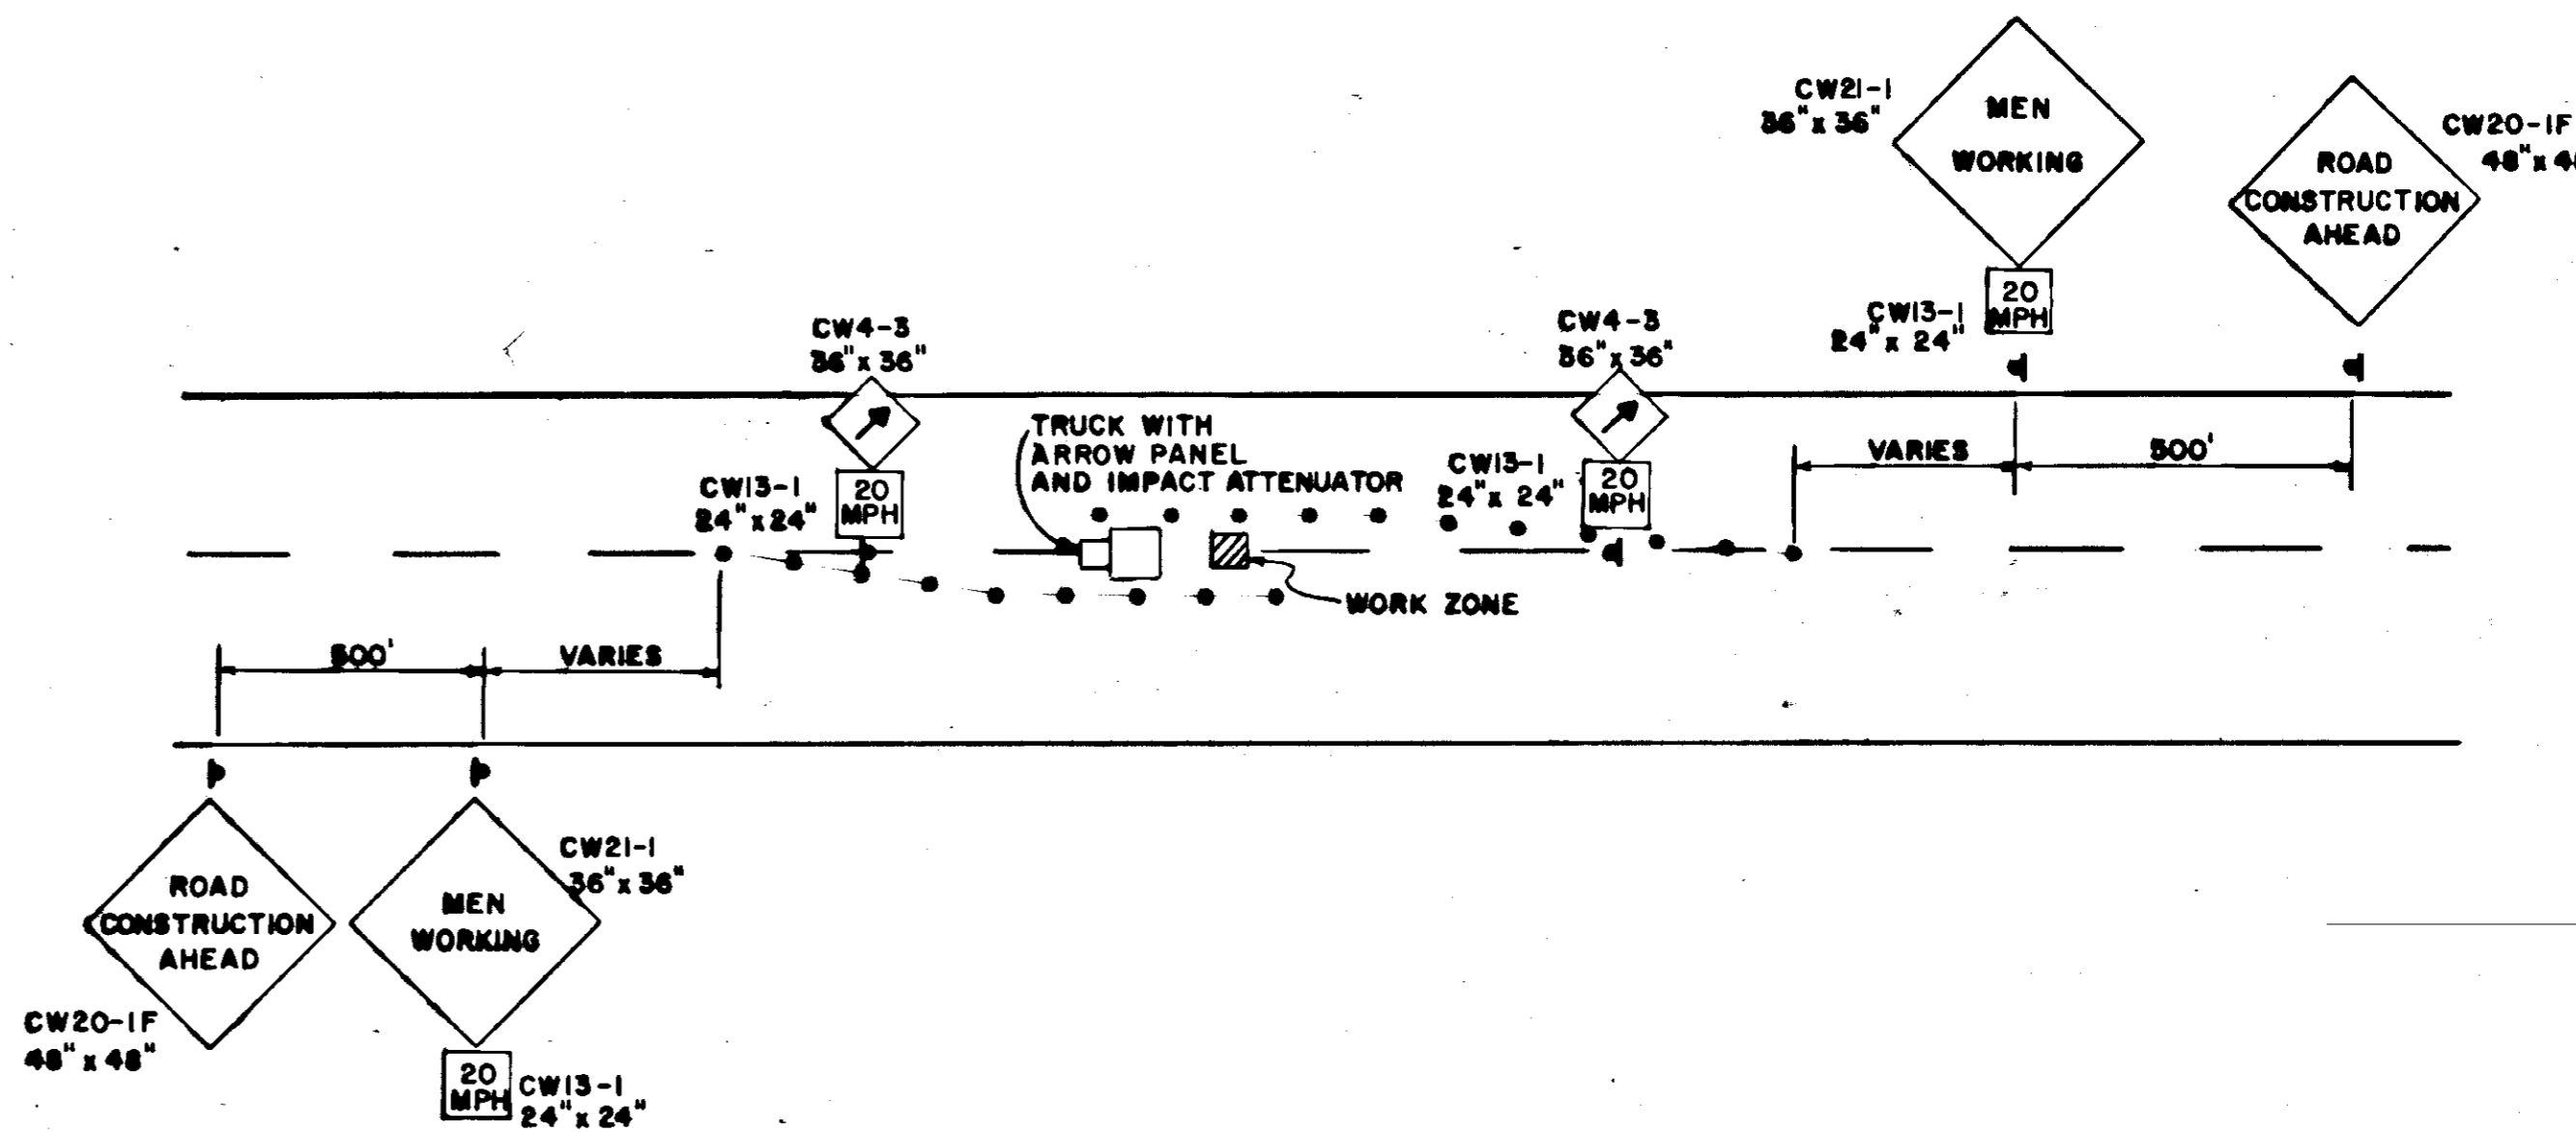 CW21-1
36" x 36"
MEN
WORKING
20
MPH
CW13-1
24" x 24"
CW20-1F
48" x 48
ROAD
CONSTRUCTION
AHEAD
CW4-3
36" x 36"
CW13-1
24" x 24"
20
MPH
TRUCK WITH
ARROW PANEL
AND IMPACT ATTENUATOR
CW4-3
36" x 36"
CW13-1
24" x 24"
20
MPH
VARIES
500'
WORK ZONE
500'
VARIES
ROAD
CONSTRUCTION
AHEAD
CW20-1F
48" x 48"
CW21-1
36" x 36"
MEN
WORKING
20
MPH
CW13-1
24" x 24"